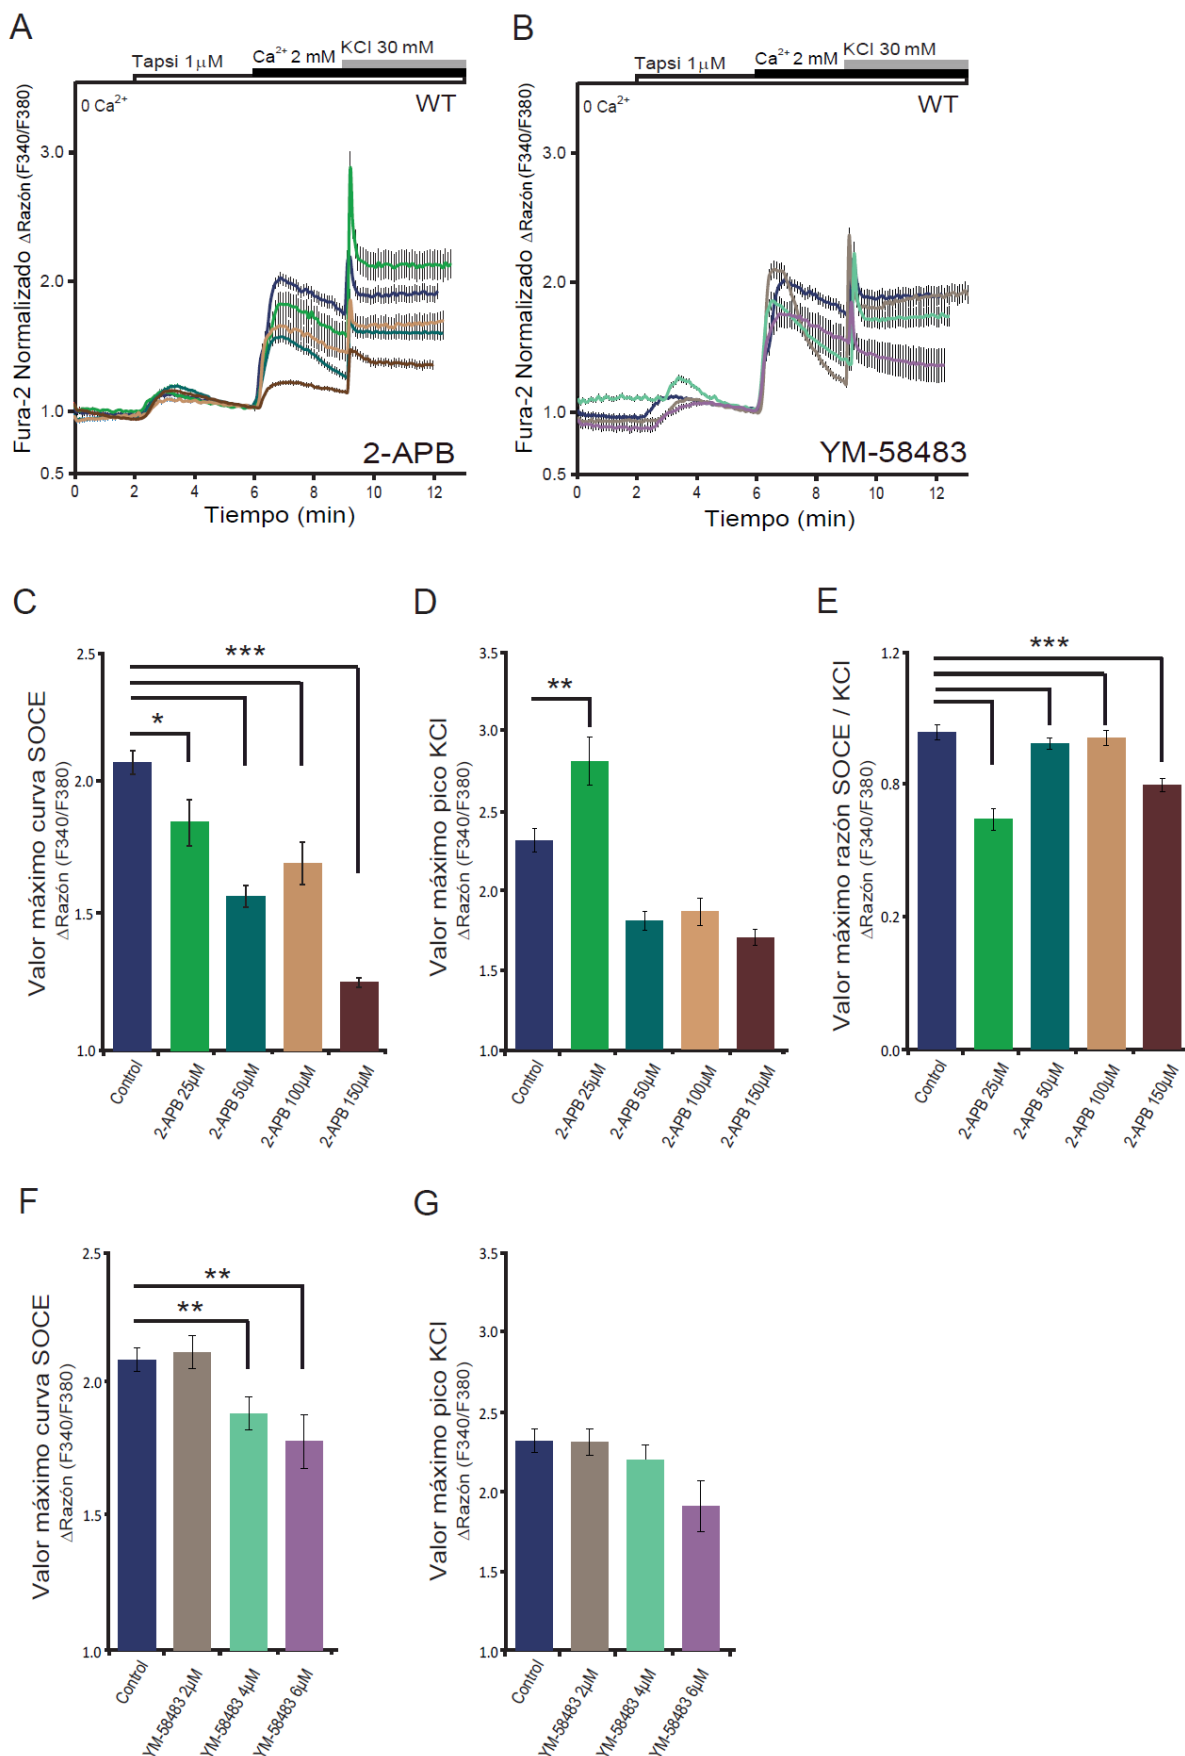 A
Tapsi 1µM
Ca²⁺ 2 mM
KCl 30 mM
0 Ca²⁺
WT
Fura-2 Normalizado ΔRazón (F340/F380)
3.0
2.0
1.0
0.5
2-APB
0 2 4 6 8 10 12
Tiempo (min)
B
Tapsi 1µM
Ca²⁺ 2 mM
KCl 30 mM
0 Ca²⁺
WT
Fura-2 Normalizado ΔRazón (F340/F380)
3.0
2.0
1.0
0.5
YM-58483
0 2 4 6 8 10 12
Tiempo (min)
C
Valor máximo curva SOCE
ΔRazón (F340/F380)
2.5
2.0
1.5
1.0
***
*
Control
2-APB 25µM
2-APB 50µM
2-APB 100µM
2-APB 150µM
D
Valor máximo pico KCl
ΔRazón (F340/F380)
3.5
3.0
2.5
2.0
1.5
1.0
**
Control
2-APB 25µM
2-APB 50µM
2-APB 100µM
2-APB 150µM
E
Valor máximo razón SOCE / KCl
ΔRazón (F340/F380)
1.2
0.8
0.2
0.0
***
Control
2-APB 25µM
2-APB 50µM
2-APB 100µM
2-APB 150µM
F
Valor máximo curva SOCE
ΔRazón (F340/F380)
2.5
2.0
1.5
1.0
**
**
Control
YM-58483 2µM
YM-58483 4µM
YM-58483 6µM
G
Valor máximo pico KCl
ΔRazón (F340/F380)
3.5
3.0
2.5
2.0
1.5
1.0
Control
YM-58483 2µM
YM-58483 4µM
YM-58483 6µM